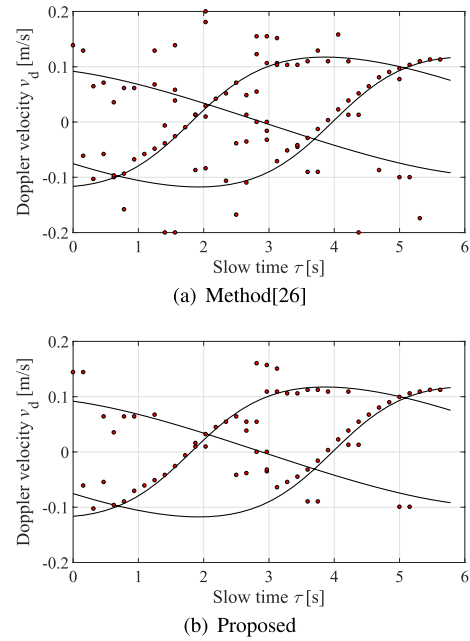 0.2
0.1
0
-0.1
-0.2
Doppler velocity v_d [m/s]
0 1 2 3 4 5 6
Slow time τ [s]
(a) Method[26]
0.2
0.1
0
-0.1
-0.2
Doppler velocity v_d [m/s]
0 1 2 3 4 5 6
Slow time τ [s]
(b) Proposed